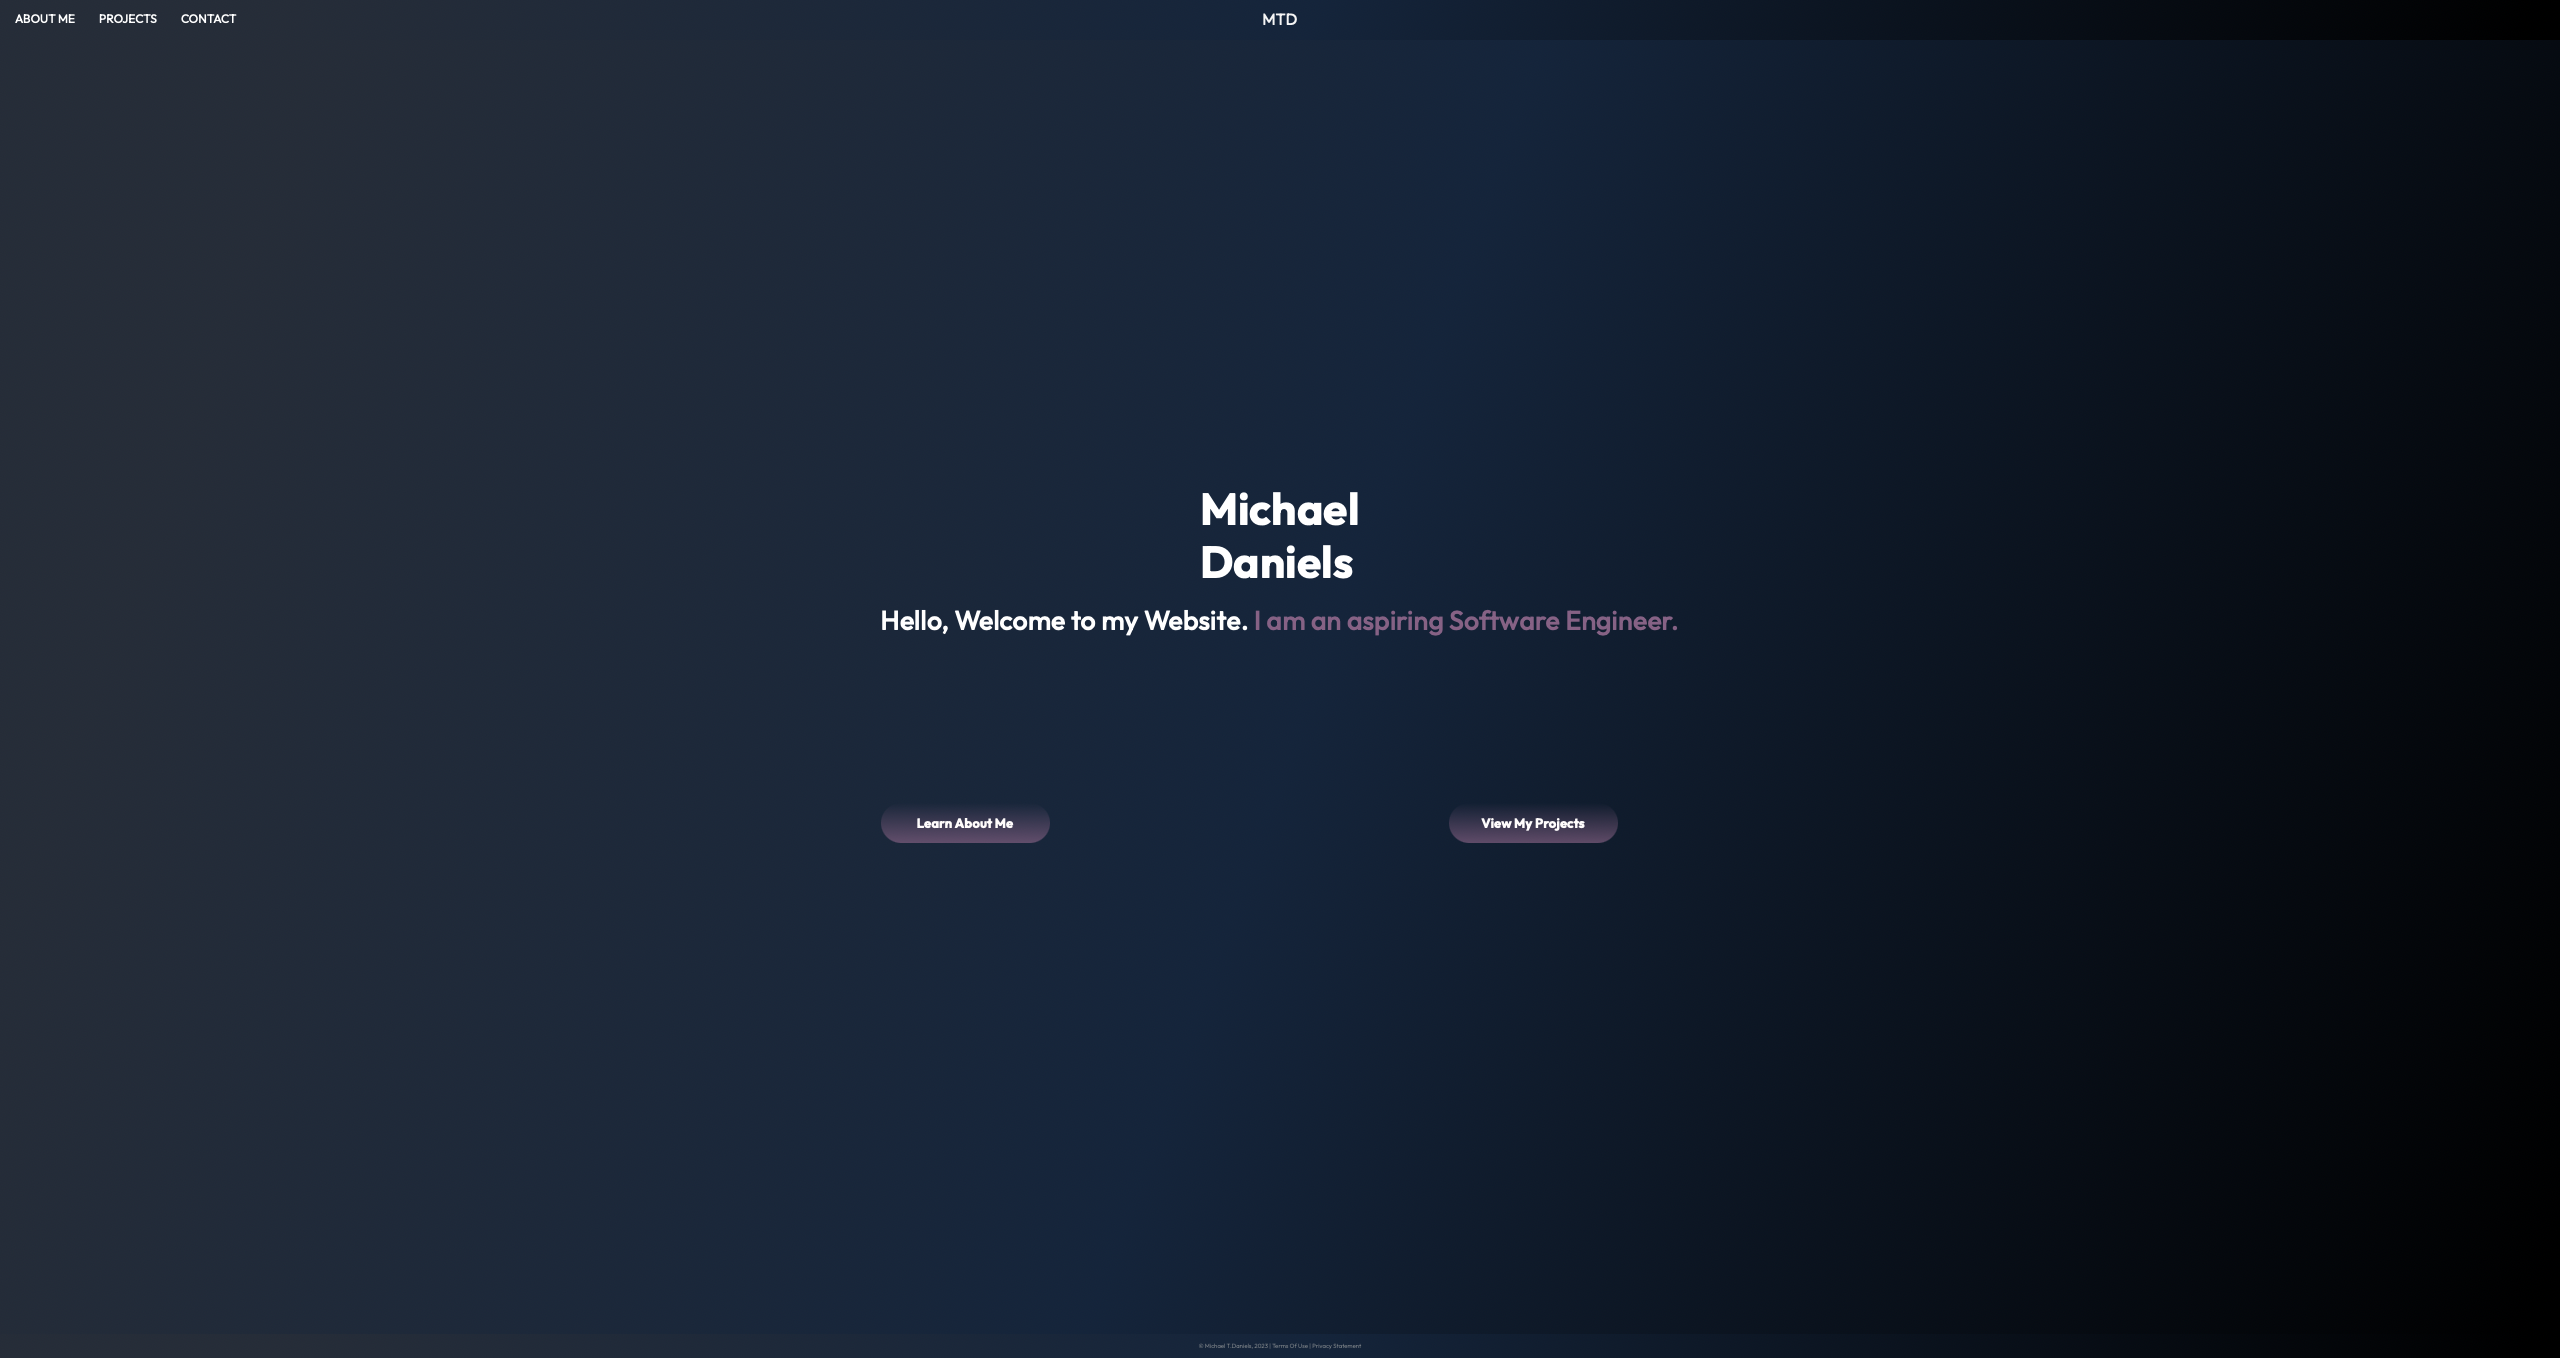 ABOUT ME PROJECTS CONTACT MTD
Michael
Daniels
Hello, Welcome to my Website. I am an aspiring Software Engineer.
Learn About Me View My Projects
© Michael T.Daniels, 2023 | Terms Of Use | Privacy Statement